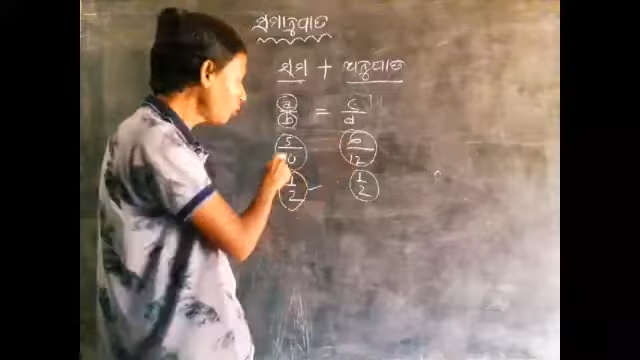 ସମାନୁପାତ
ସମ + ଅନୁପାତ
a/b = c/d
5/10 6/12
1/2 1/2